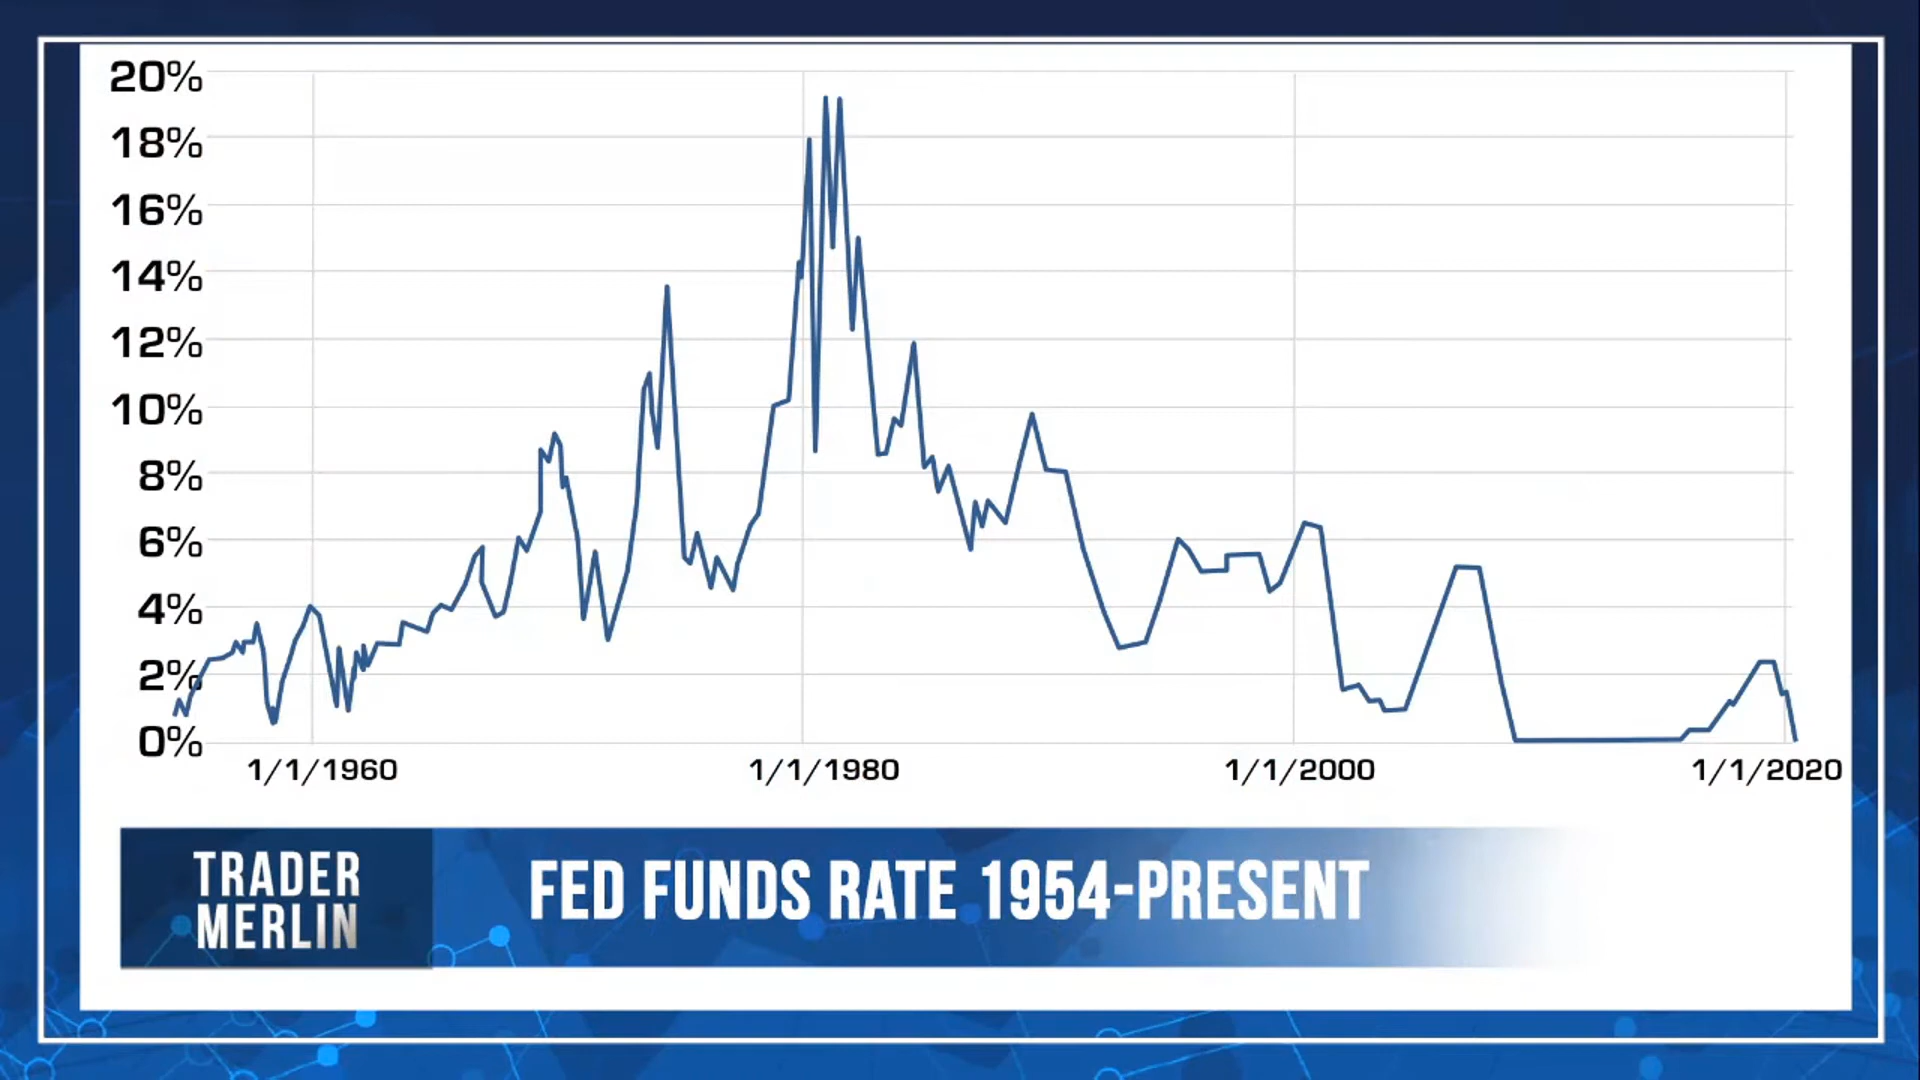 20%
18%
16%
14%
12%
10%
8%
6%
4%
2%
0%
1/1/1960 1/1/1980 1/1/2000 1/1/2020
TRADER
MERLIN
FED FUNDS RATE 1954-PRESENT